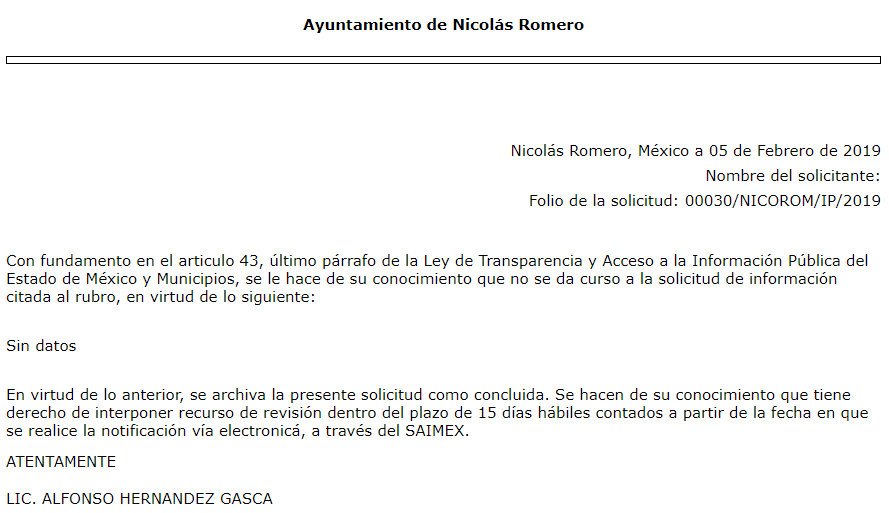 Ayuntamiento de Nicolás Romero
Nicolás Romero, México a 05 de Febrero de 2019
Nombre del solicitante:
Folio de la solicitud: 00030/NICOROM/IP/2019
Con fundamento en el articulo 43, último párrafo de la Ley de Transparencia y Acceso a la Información Pública del
Estado de México y Municipios, se le hace de su conocimiento que no se da curso a la solicitud de información
citada al rubro, en virtud de lo siguiente:
Sin datos
En virtud de lo anterior, se archiva la presente solicitud como concluida. Se hacen de su conocimiento que tiene
derecho de interponer recurso de revisión dentro del plazo de 15 días hábiles contados a partir de la fecha en que
se realice la notificación vía electronicá, a través del SAIMEX.
ATENTAMENTE
LIC. ALFONSO HERNANDEZ GASCA